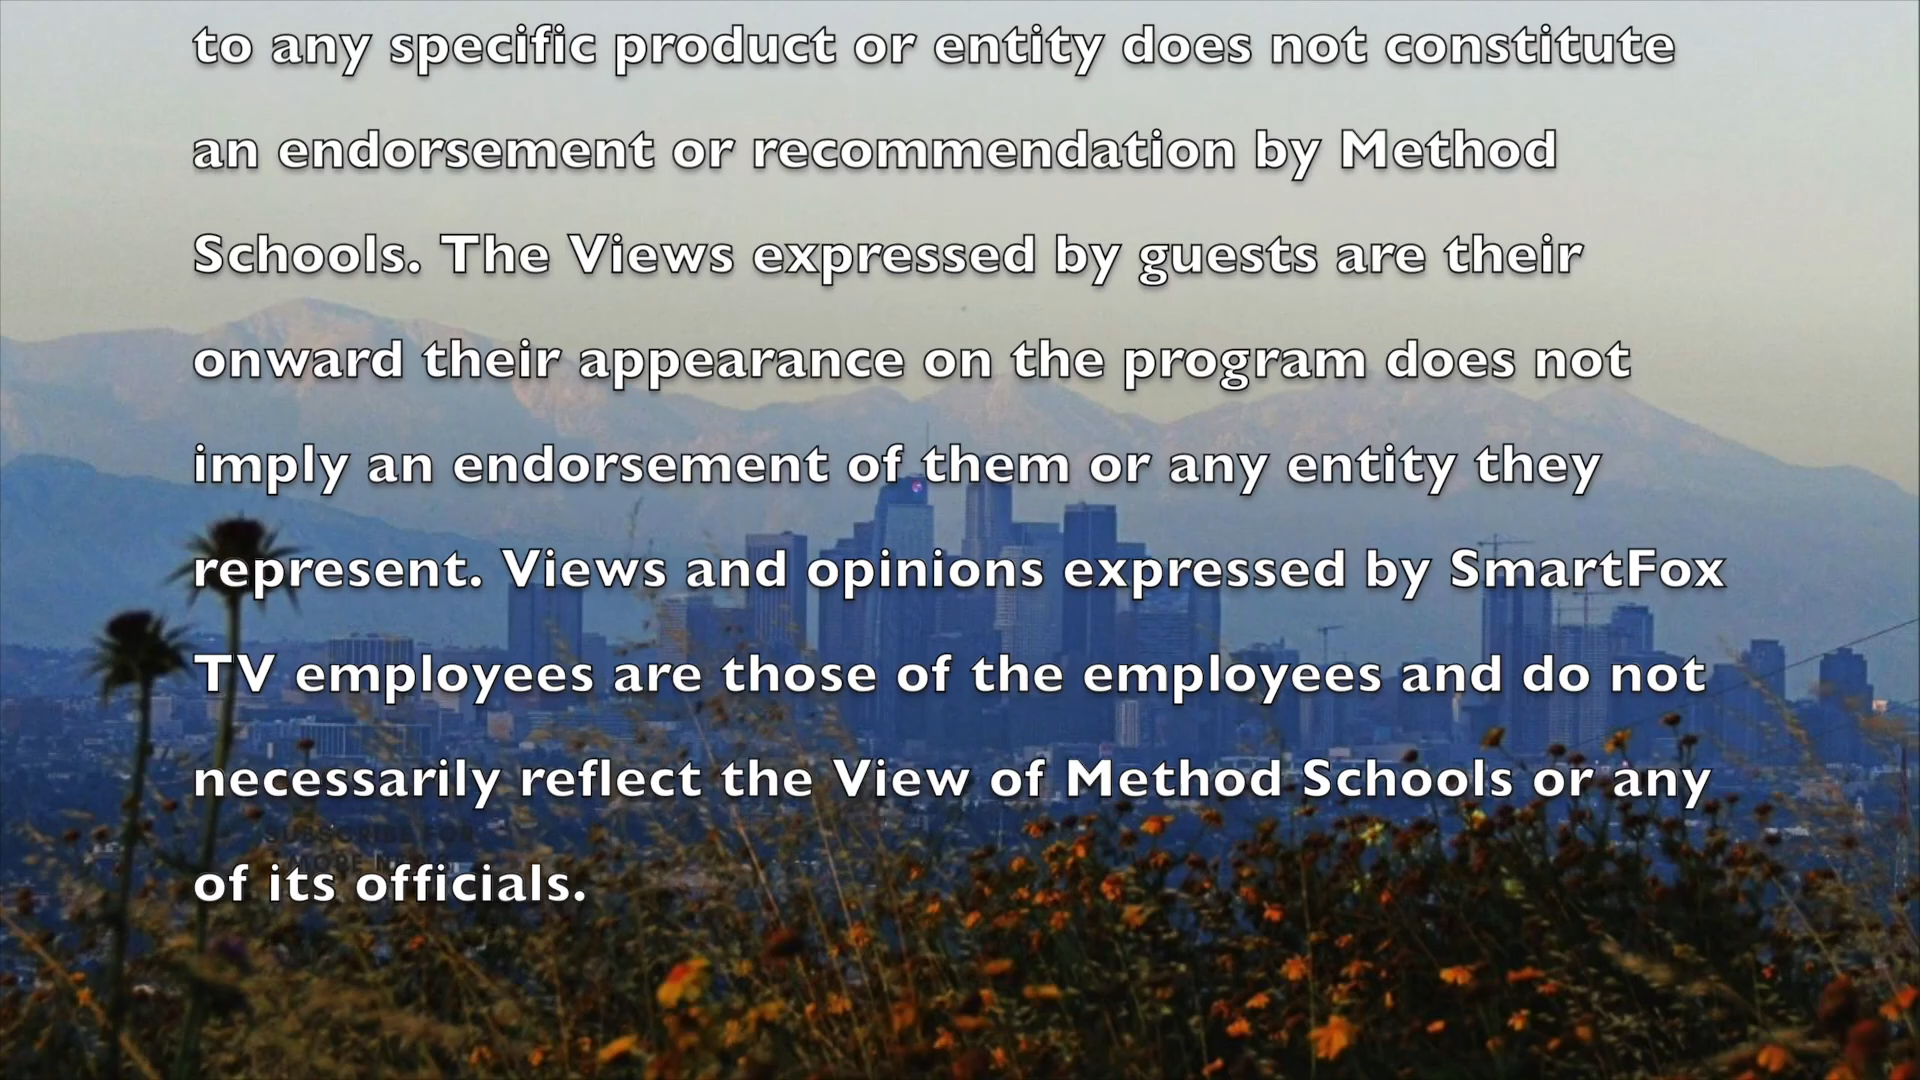 to any specific product or entity does not constitute
an endorsement or recommendation by Method
Schools. The Views expressed by guests are their
onward their appearance on the program does not
imply an endorsement of them or any entity they
represent. Views and opinions expressed by SmartFox
TV employees are those of the employees and do not
necessarily reflect the View of Method Schools or any
SUBSCRIBE FOR
MORE
of its officials.